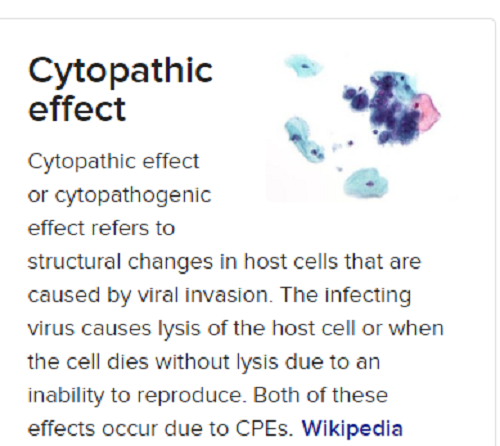 Cytopathic
effect
Cytopathic effect
or cytopathogenic
effect refers to
structural changes in host cells that are
caused by viral invasion. The infecting
virus causes lysis of the host cell or when
the cell dies without lysis due to an
inability to reproduce. Both of these
effects occur due to CPEs. Wikipedia